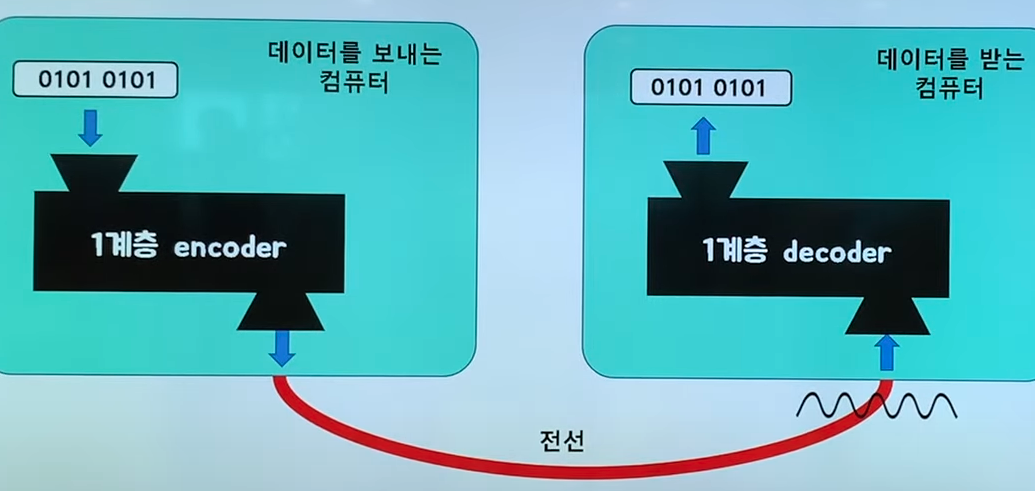 데이터를 보내는
컴퓨터
0101 0101
1계층 encoder
데이터를 받는
컴퓨터
0101 0101
1계층 decoder
전선